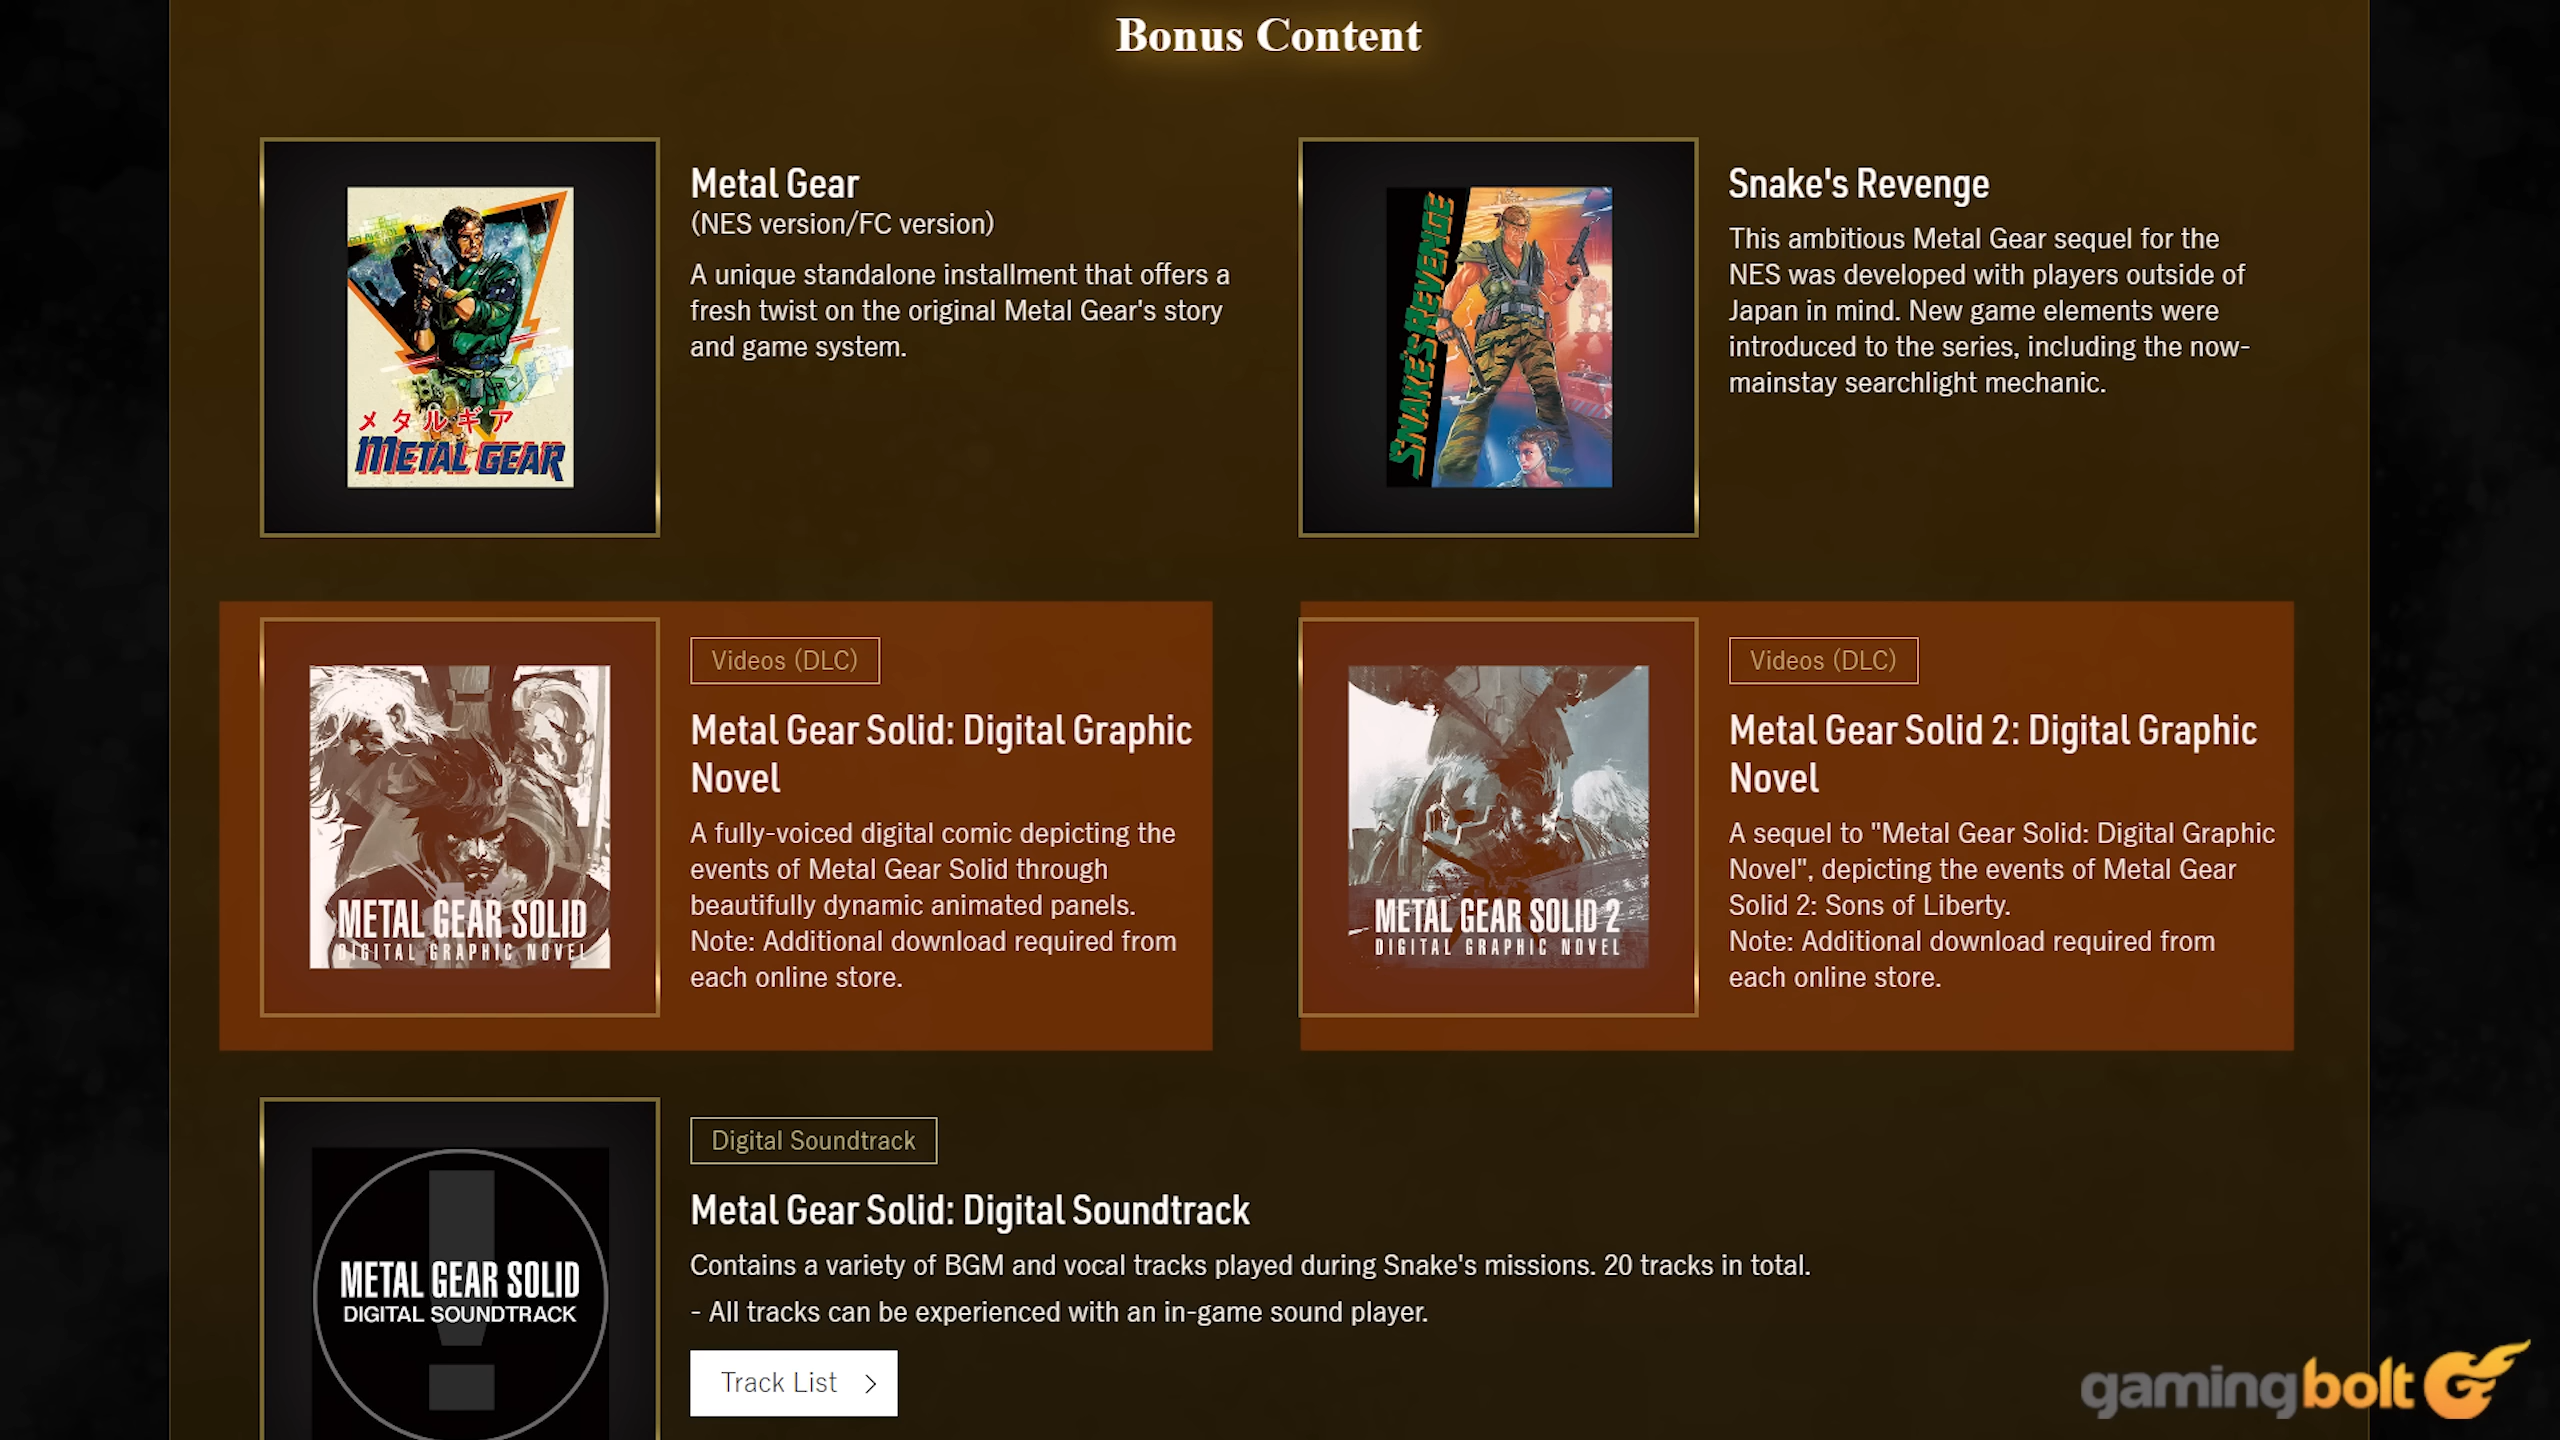 Bonus Content
メタルギア
METAL GEAR
Metal Gear
(NES version/FC version)
A unique standalone installment that offers a
fresh twist on the original Metal Gear's story
and game system.
SNAKE'S REVENGE
Snake's Revenge
This ambitious Metal Gear sequel for the
NES was developed with players outside of
Japan in mind. New game elements were
introduced to the series, including the now-
mainstay searchlight mechanic.
METAL GEAR SOLID
DIGITAL GRAPHIC NOVEL
Videos (DLC)
Metal Gear Solid: Digital Graphic
Novel
A fully-voiced digital comic depicting the
events of Metal Gear Solid through
beautifully dynamic animated panels.
Note: Additional download required from
each online store.
METAL GEAR SOLID 2
DIGITAL GRAPHIC NOVEL
Videos (DLC)
Metal Gear Solid 2: Digital Graphic
Novel
A sequel to "Metal Gear Solid: Digital Graphic
Novel", depicting the events of Metal Gear
Solid 2: Sons of Liberty.
Note: Additional download required from
each online store.
METAL GEAR SOLID
DIGITAL SOUNDTRACK
Digital Soundtrack
Metal Gear Solid: Digital Soundtrack
Contains a variety of BGM and vocal tracks played during Snake's missions. 20 tracks in total.
- All tracks can be experienced with an in-game sound player.
Track List
gamingbolt